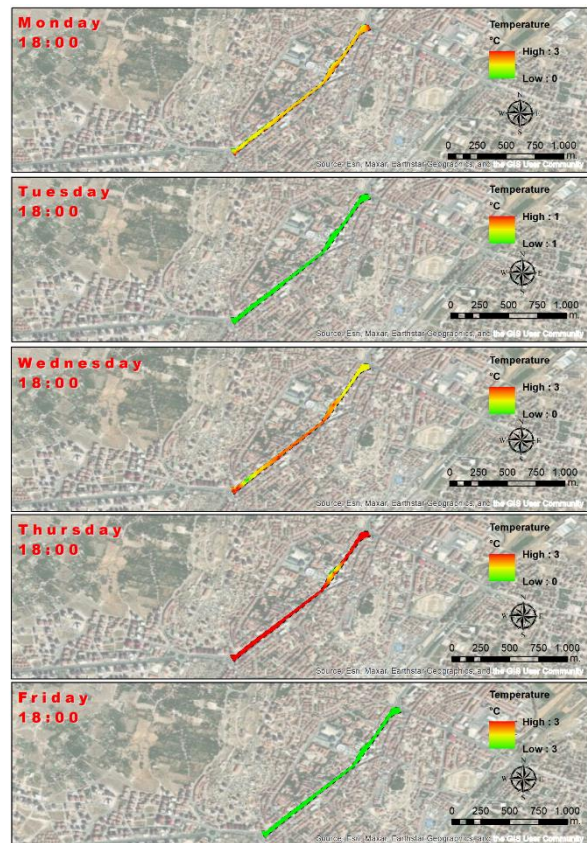 Monday
18:00
Temperature
°C
High : 3
Low : 0
N
W E
S
0 250 500 750 1.000
m.
Source: Esri, Maxar, Earthstar Geographics, and the GIS User Community
Tuesday
18:00
Temperature
°C
High : 1
Low : 1
N
W E
S
0 250 500 750 1.000
m.
Source: Esri, Maxar, Earthstar Geographics, and the GIS User Community
Wednesday
18:00
Temperature
°C
High : 3
Low : 0
N
W E
S
0 250 500 750 1.000
m.
Source: Esri, Maxar, Earthstar Geographics, and the GIS User Community
Thursday
18:00
Temperature
°C
High : 3
Low : 0
N
W E
S
0 250 500 750 1.000
m.
Source: Esri, Maxar, Earthstar Geographics, and the GIS User Community
Friday
18:00
Temperature
°C
High : 3
Low : 3
N
W E
S
0 250 500 750 1.000
m.
Source: Esri, Maxar, Earthstar Geographics, and the GIS User Community